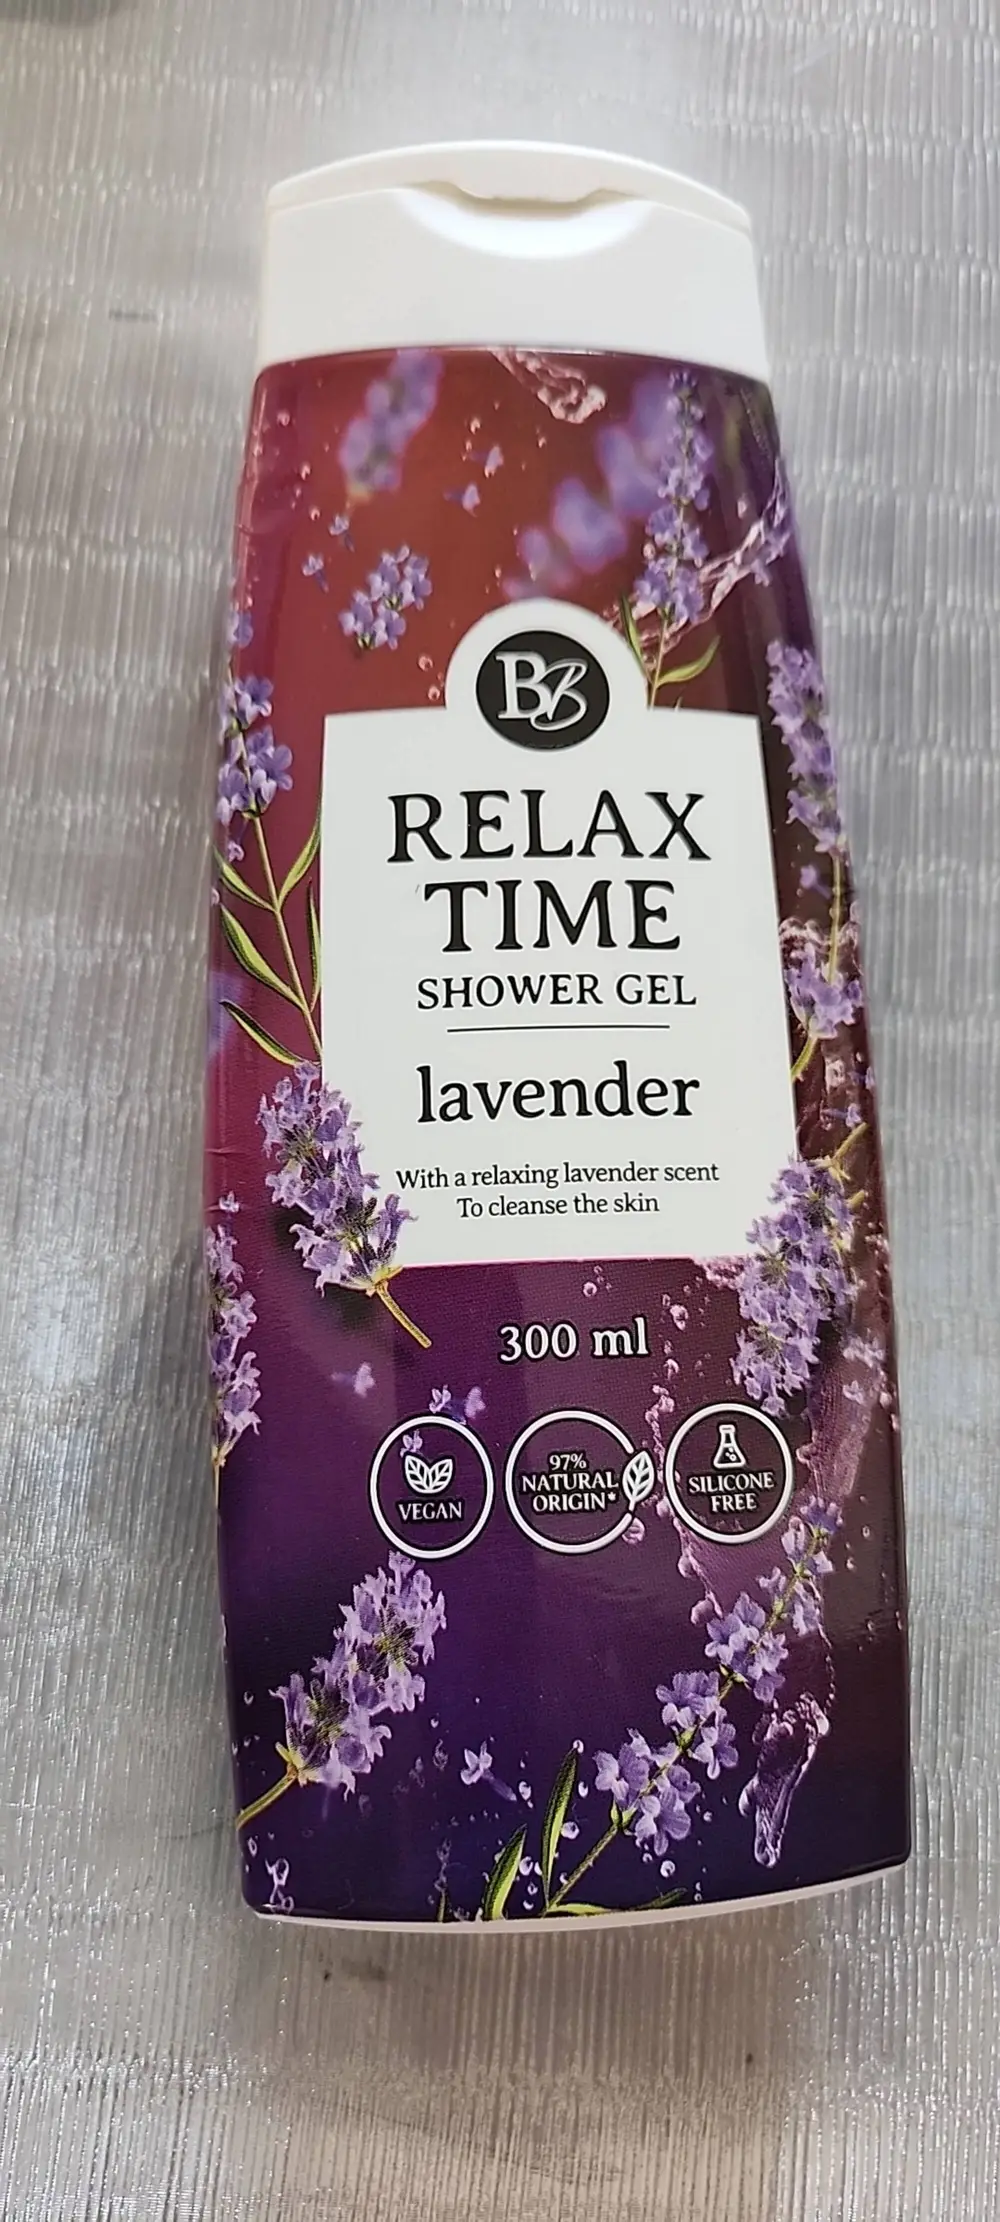 BB
RELAX
TIME
SHOWER GEL
lavender
With a relaxing lavender scent
To cleanse the skin
300 ml
VEGAN
97%
NATURAL
ORIGIN*
SILICONE
FREE